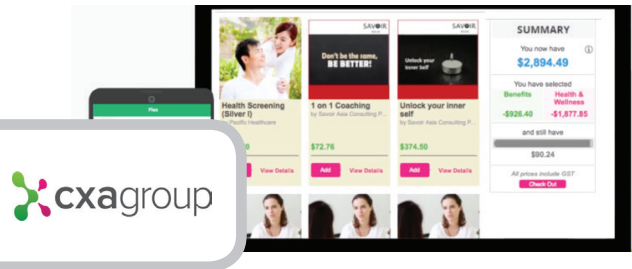 SAVOIR
Don't be the same,
BE BETTER!
SAVOIR
Unlock your
inner Self
Health Screening
(Silver I)
Pacific Healthcare
View Details
1 on 1 Coaching
by Savoir Asia Consulting P...
$72.76
Add View Details
Unlock your inner
self
by Savoir Asia Consulting P...
$374.50
Add View Details
SUMMARY
You now have
$2,894.49
You have selected
Benefits
-$926.40
Health &
Wellness
-$1,877.85
and still have
$90.24
All prices include GST
Check Out
cxagroup